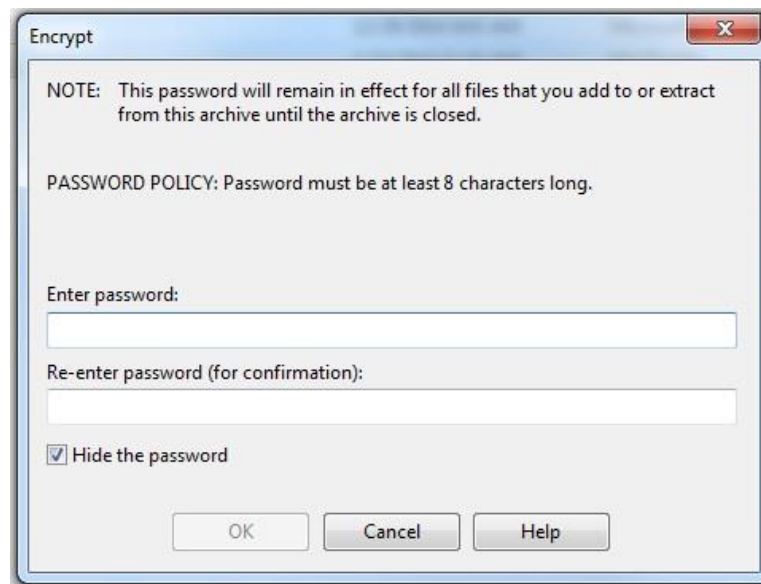 Encrypt
NOTE: This password will remain in effect for all files that you add to or extract
from this archive until the archive is closed.
PASSWORD POLICY: Password must be at least 8 characters long.
Enter password:
Re-enter password (for confirmation):
Hide the password
OK Cancel Help